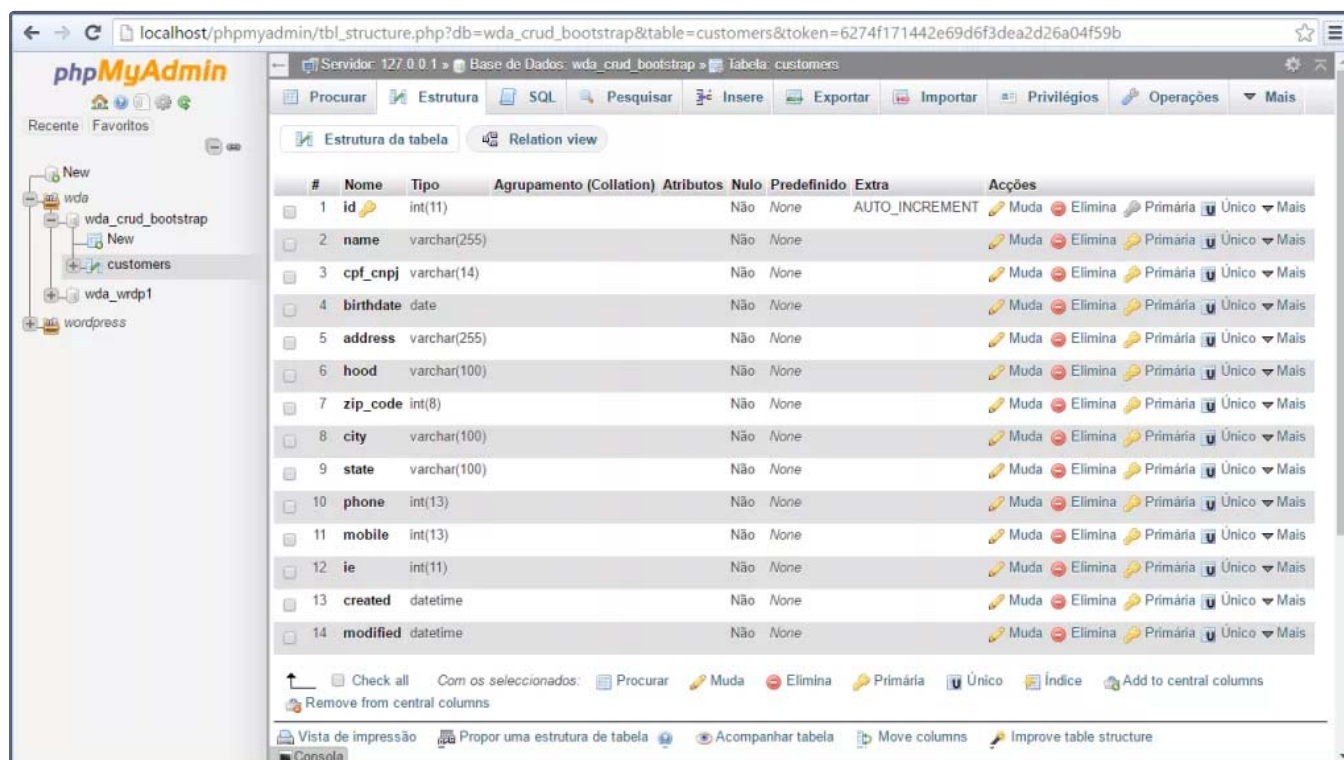 localhost/phpmyadmin/tbl_structure.php?db=wda_crud_bootstrap&table=customers&token=6274f171442e69d6f3dea2d26a04f59b
phpMyAdmin
Recente Favoritos
New
wda
wda_crud_bootstrap
New
customers
wda_wrdp1
wordpress
Servidor: 127.0.0.1 » Base de Dados: wda_crud_bootstrap » Tabela: customers
Procurar Estrutura SQL Pesquisar Insere Exportar Importar Privilégios Operações Mais
Estrutura da tabela Relation view
# Nome Tipo Agrupamento (Collation) Atributos Nulo Predefinido Extra Acções
1 id int(11) Não None AUTO_INCREMENT Muda Elimina Primária u Único Mais
2 name varchar(255) Não None Muda Elimina Primária u Único Mais
3 cpf_cnpj varchar(14) Não None Muda Elimina Primária u Único Mais
4 birthdate date Não None Muda Elimina Primária u Único Mais
5 address varchar(255) Não None Muda Elimina Primária u Único Mais
6 hood varchar(100) Não None Muda Elimina Primária u Único Mais
7 zip_code int(8) Não None Muda Elimina Primária u Único Mais
8 city varchar(100) Não None Muda Elimina Primária u Único Mais
9 state varchar(100) Não None Muda Elimina Primária u Único Mais
10 phone int(13) Não None Muda Elimina Primária u Único Mais
11 mobile int(13) Não None Muda Elimina Primária u Único Mais
12 ie int(11) Não None Muda Elimina Primária u Único Mais
13 created datetime Não None Muda Elimina Primária u Único Mais
14 modified datetime Não None Muda Elimina Primária u Único Mais
Check all Com os seleccionados: Procurar Muda Elimina Primária u Único Índice Add to central columns
Remove from central columns
Vista de impressão Propor uma estrutura de tabela Acompanhar tabela Move columns Improve table structure
Consola